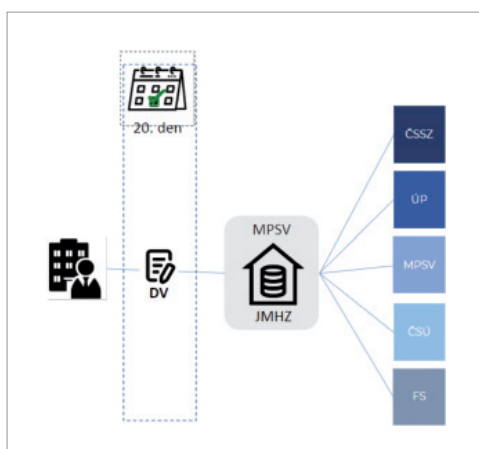 20. den
DV
MPSV
JMHZ
ČSSZ
ÚP
MPSV
ČSÚ
FS